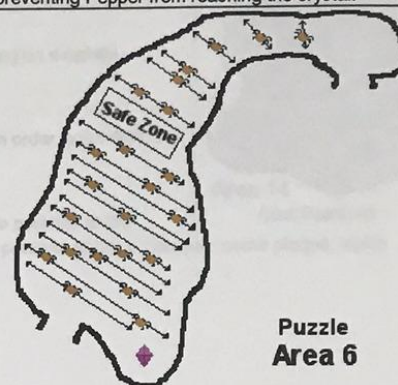 preventing Pepper from reaching the crystal.
Safe Zone
Puzzle
Area 6